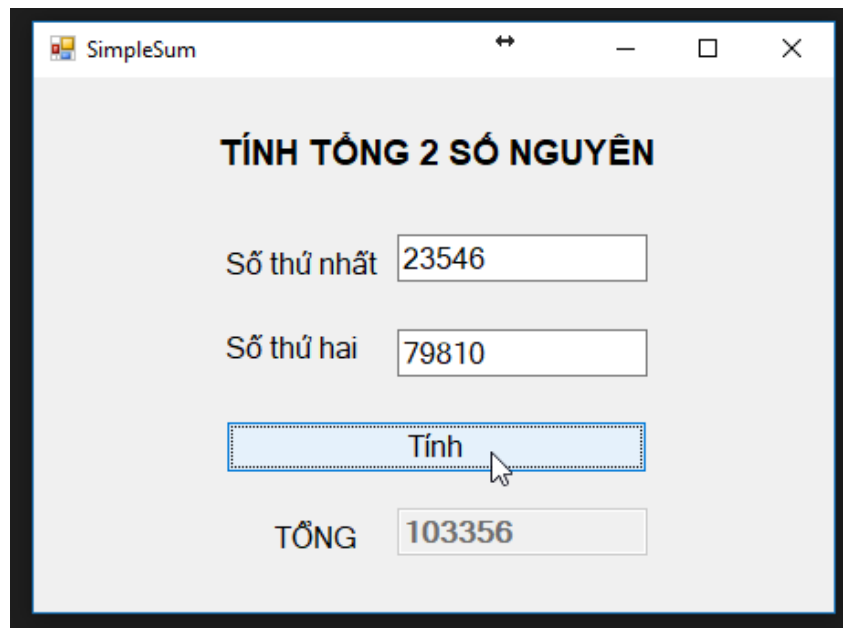 SimpleSum
TÍNH TỔNG 2 SỐ NGUYÊN
Số thứ nhất 23546
Số thứ hai 79810
Tính
TỔNG 103356